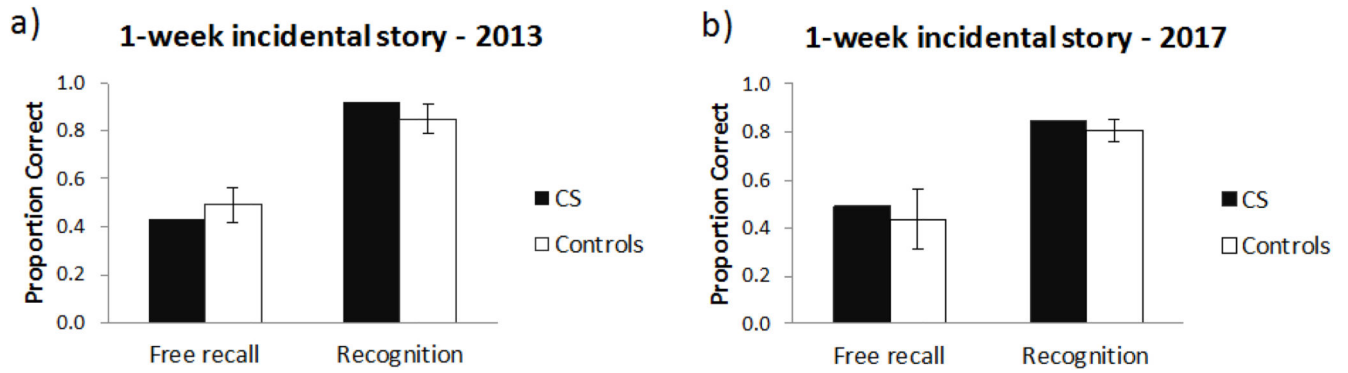 a)
1-week incidental story - 2013
Proportion Correct
1.0
0.8
0.6
0.4
0.2
0.0
Free recall
Recognition
CS
Controls
b)
1-week incidental story - 2017
Proportion Correct
1.0
0.8
0.6
0.4
0.2
0.0
Free recall
Recognition
CS
Controls